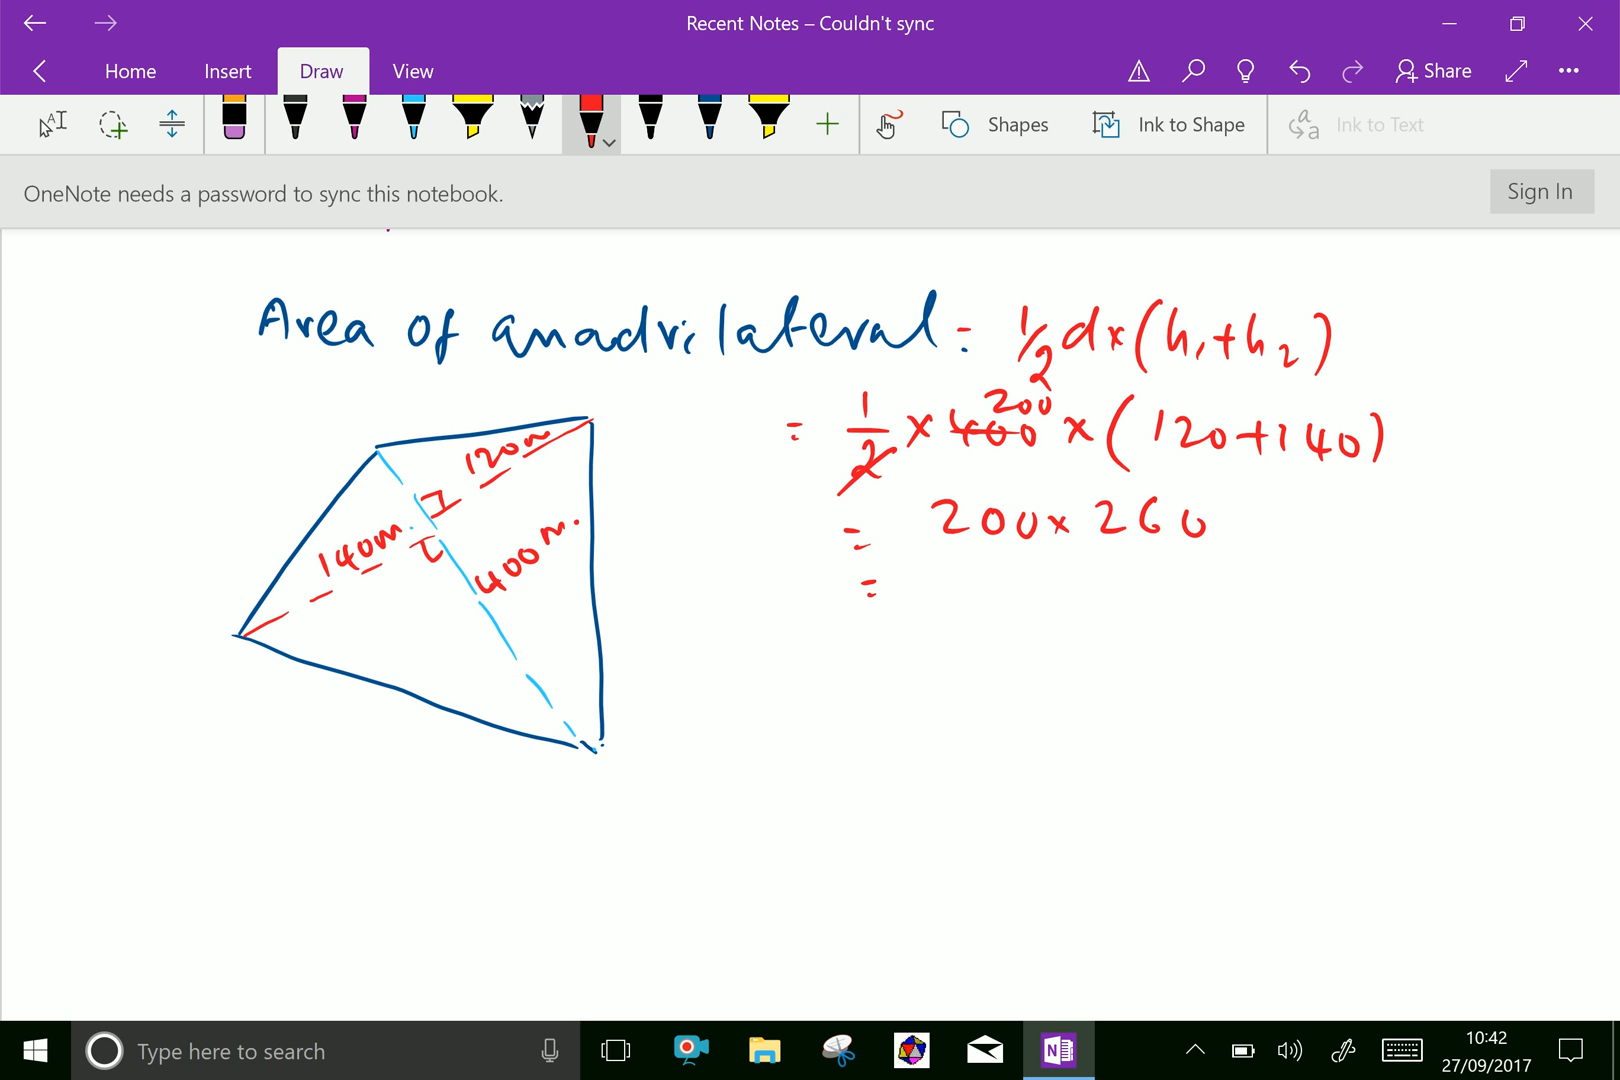 Recent Notes – Couldn't sync
Home Insert Draw View Share
Shapes Ink to Shape Ink to Text
OneNote needs a password to sync this notebook. Sign In
Area of quadrilateral = 1/2 d×(h₁+h₂)
= 1/2 × 400 200 × (120+140)
= 200×260
=
120m
140m.
400m.
Type here to search
10:42
27/09/2017